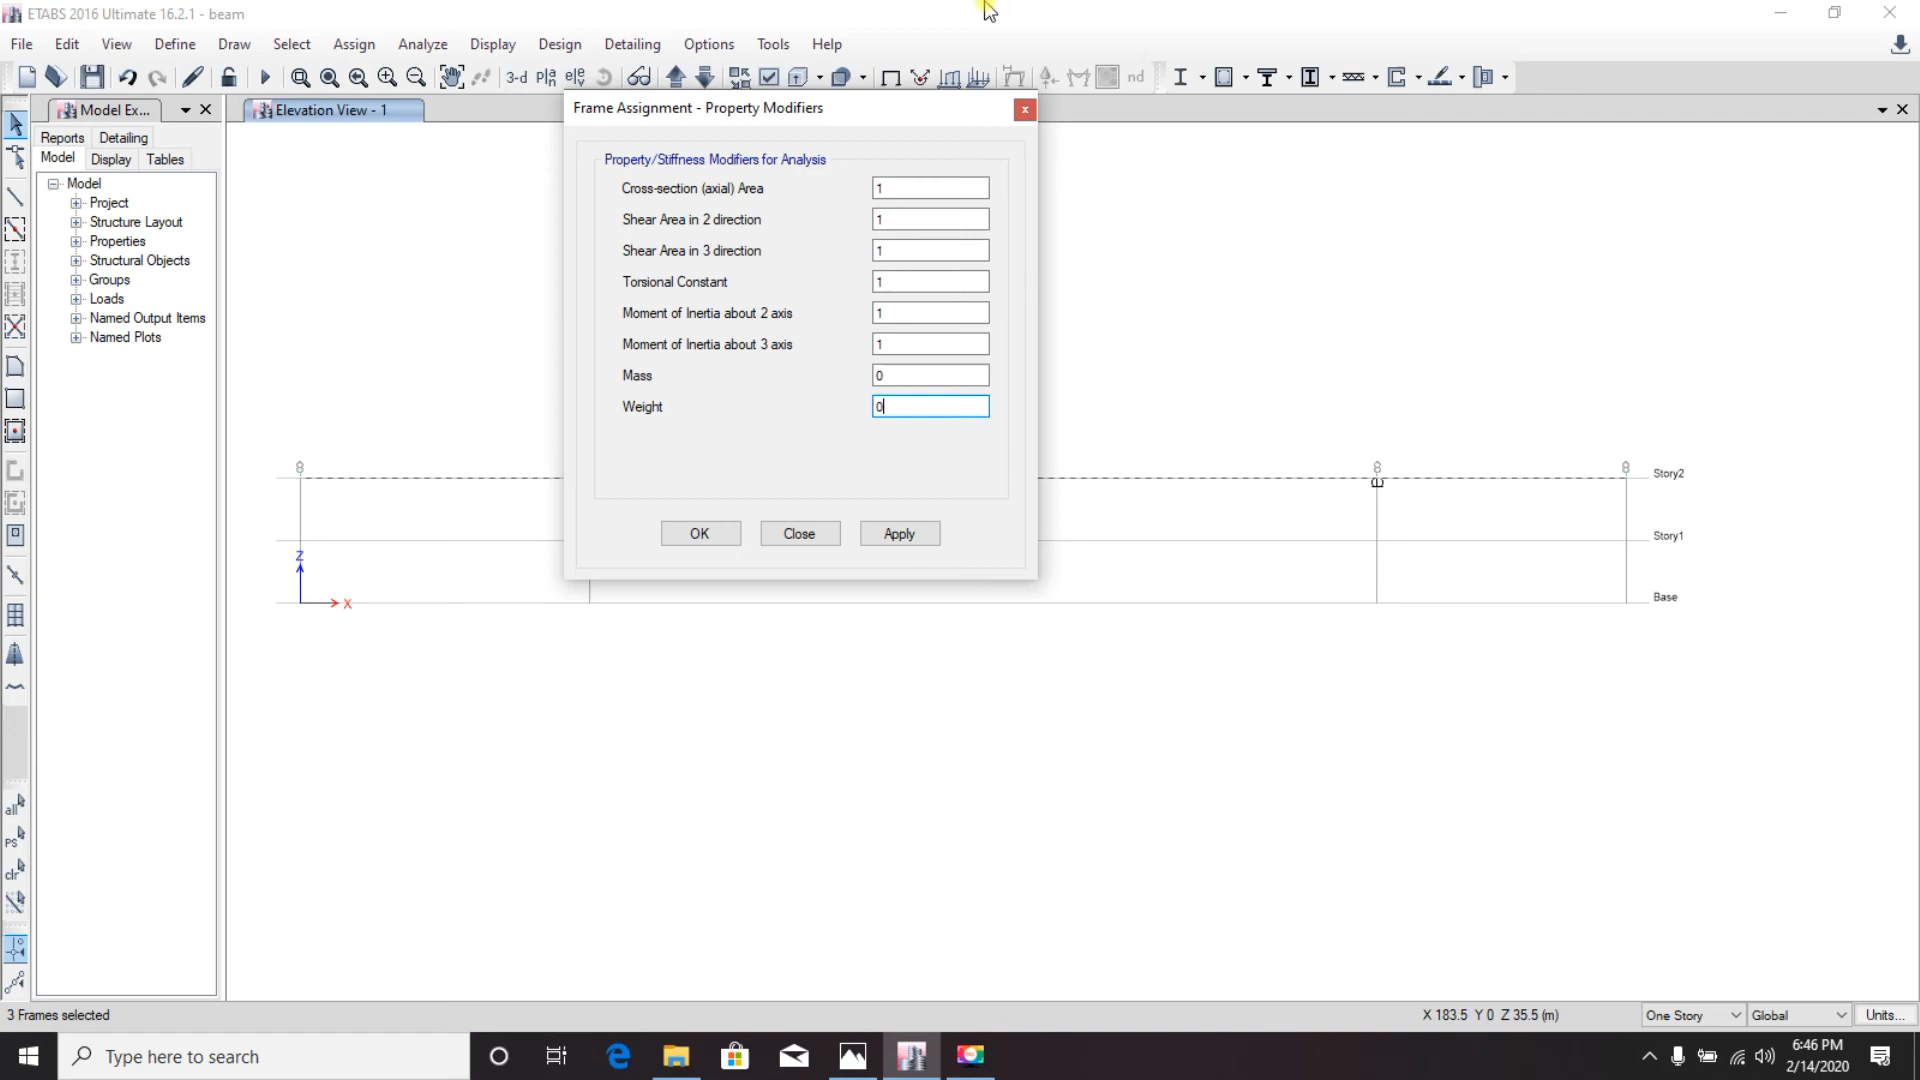 ETABS 2016 Ultimate 16.2.1 - beam
File Edit View Define Draw Select Assign Analyze Display Design Detailing Options Tools Help
3-d nd
Model Ex...
Elevation View - 1
Reports Detailing
Model Display Tables
Model
Project
Structure Layout
Properties
Structural Objects
Groups
Loads
Named Output Items
Named Plots
Frame Assignment - Property Modifiers
Property/Stiffness Modifiers for Analysis
Cross-section (axial) Area 1
Shear Area in 2 direction 1
Shear Area in 3 direction 1
Torsional Constant 1
Moment of Inertia about 2 axis 1
Moment of Inertia about 3 axis 1
Mass 0
Weight 0
OK Close Apply
Story2
Story1
Base
Z
X
all
PS
clr
3 Frames selected
X 183.5 Y 0 Z 35.5 (m)
One Story
Global
Units...
Type here to search
6:46 PM
2/14/2020